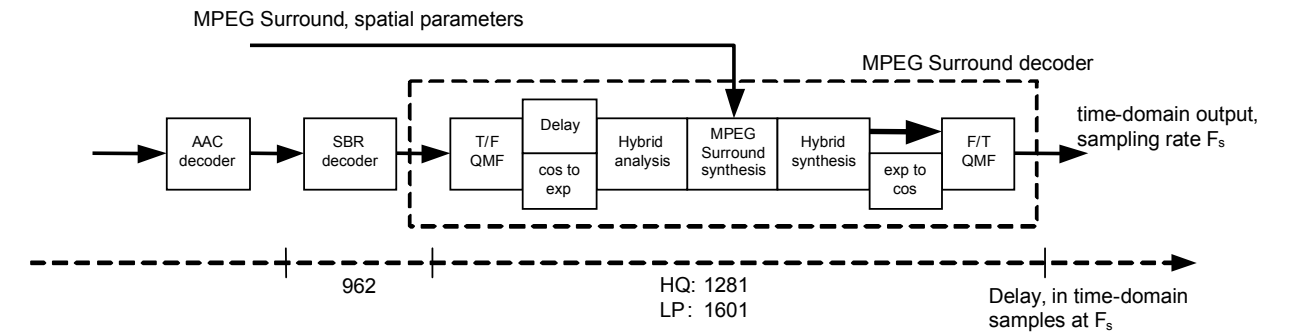 MPEG Surround, spatial parameters
MPEG Surround decoder
time-domain output,
sampling rate Fs
AAC
decoder
SBR
decoder
T/F
QMF
Delay
cos to
exp
Hybrid
analysis
MPEG
Surround
synthesis
Hybrid
synthesis
exp to
cos
F/T
QMF
962
HQ: 1281
LP: 1601
Delay, in time-domain
samples at Fs